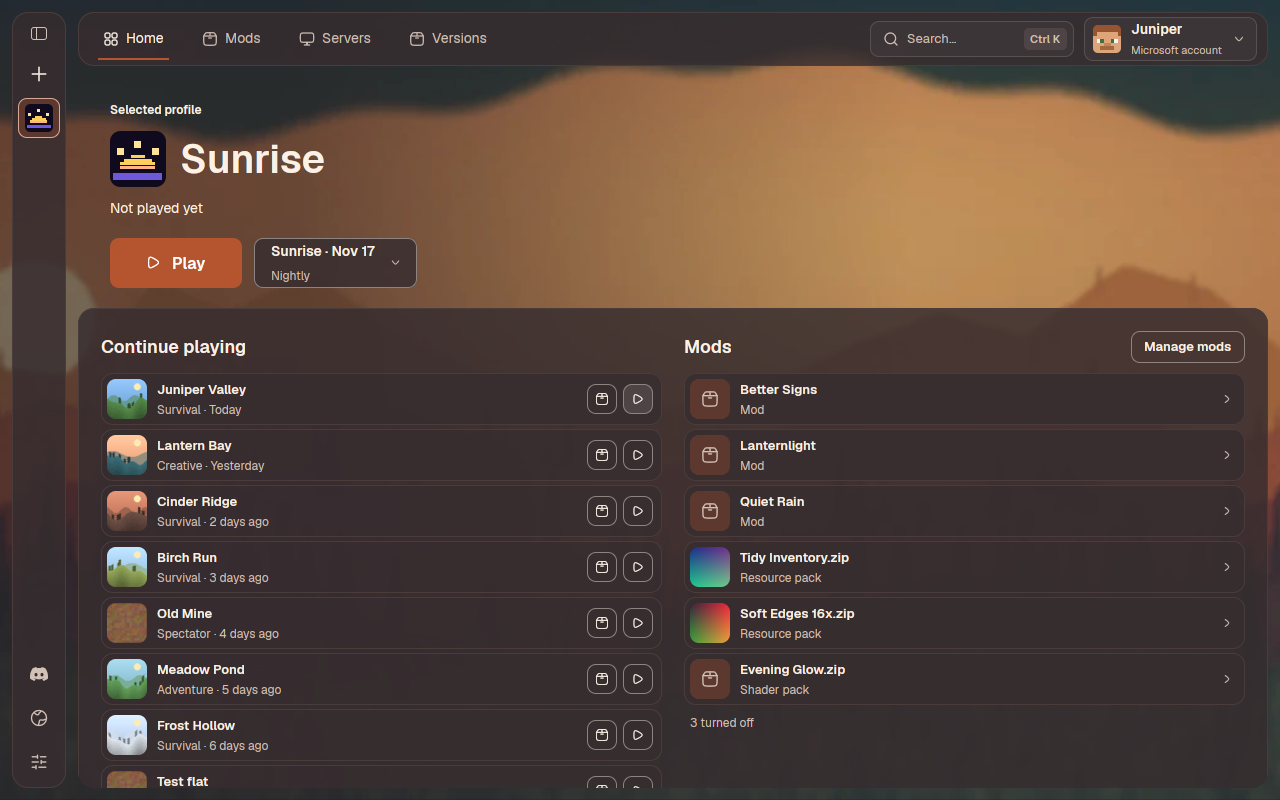 Home
Mods
Servers
Versions
Search...
Ctrl K
Juniper
Microsoft account
Selected profile
Sunrise
Not played yet
Play
Sunrise · Nov 17
Nightly
Continue playing
Juniper Valley
Survival · Today
Lantern Bay
Creative · Yesterday
Cinder Ridge
Survival · 2 days ago
Birch Run
Survival · 3 days ago
Old Mine
Spectator · 4 days ago
Meadow Pond
Adventure · 5 days ago
Frost Hollow
Survival · 6 days ago
Test flat
Mods
Manage mods
Better Signs
Mod
Lanternlight
Mod
Quiet Rain
Mod
Tidy Inventory.zip
Resource pack
Soft Edges 16x.zip
Resource pack
Evening Glow.zip
Shader pack
3 turned off